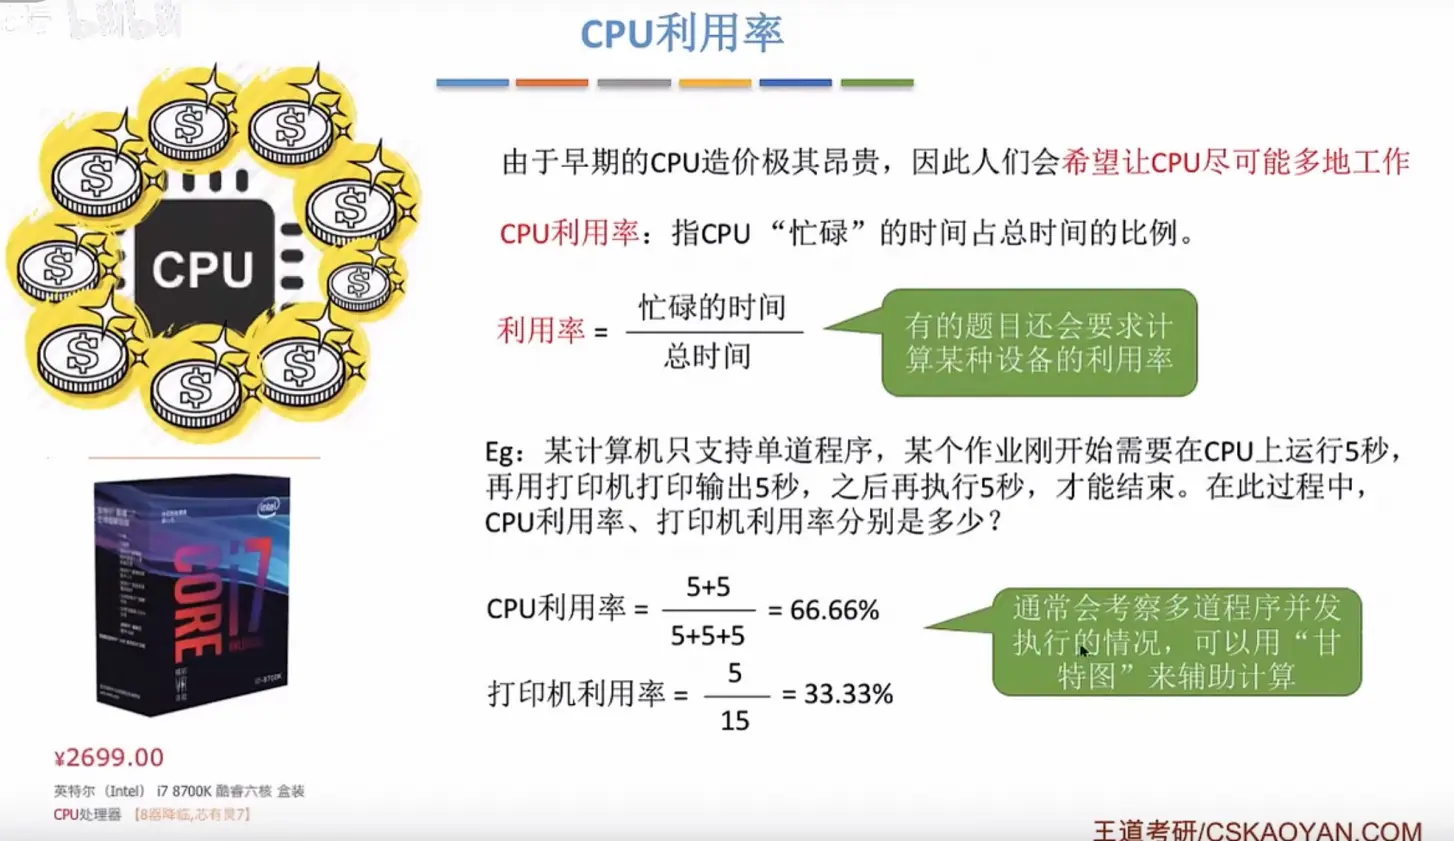 bilibili
CPU利用率
由于早期的CPU造价极其昂贵，因此人们会希望让CPU尽可能多地工作
CPU利用率：指CPU “忙碌”的时间占总时间的比例。
利用率 =
忙碌的时间
总时间
有的题目还会要求计
算某种设备的利用率
CPU
$
$
$
$
$
$
$
$
$
Eg：某计算机只支持单道程序，某个作业刚开始需要在CPU上运行5秒，
再用打印机打印输出5秒，之后再执行5秒，才能结束。在此过程中，
CPU利用率、打印机利用率分别是多少？
CPU利用率 =
5+5
5+5+5
= 66.66%
通常会考察多道程序并发
执行的情况，可以用“甘
特图”来辅助计算
打印机利用率 =
5
15
= 33.33%
intel
CORE
i7
i7-8700K
¥2699.00
英特尔（Intel） i7 8700K 酷睿六核 盒装
CPU处理器 【8器降临,芯有灵7】
王道考研/CSKAOYAN.COM